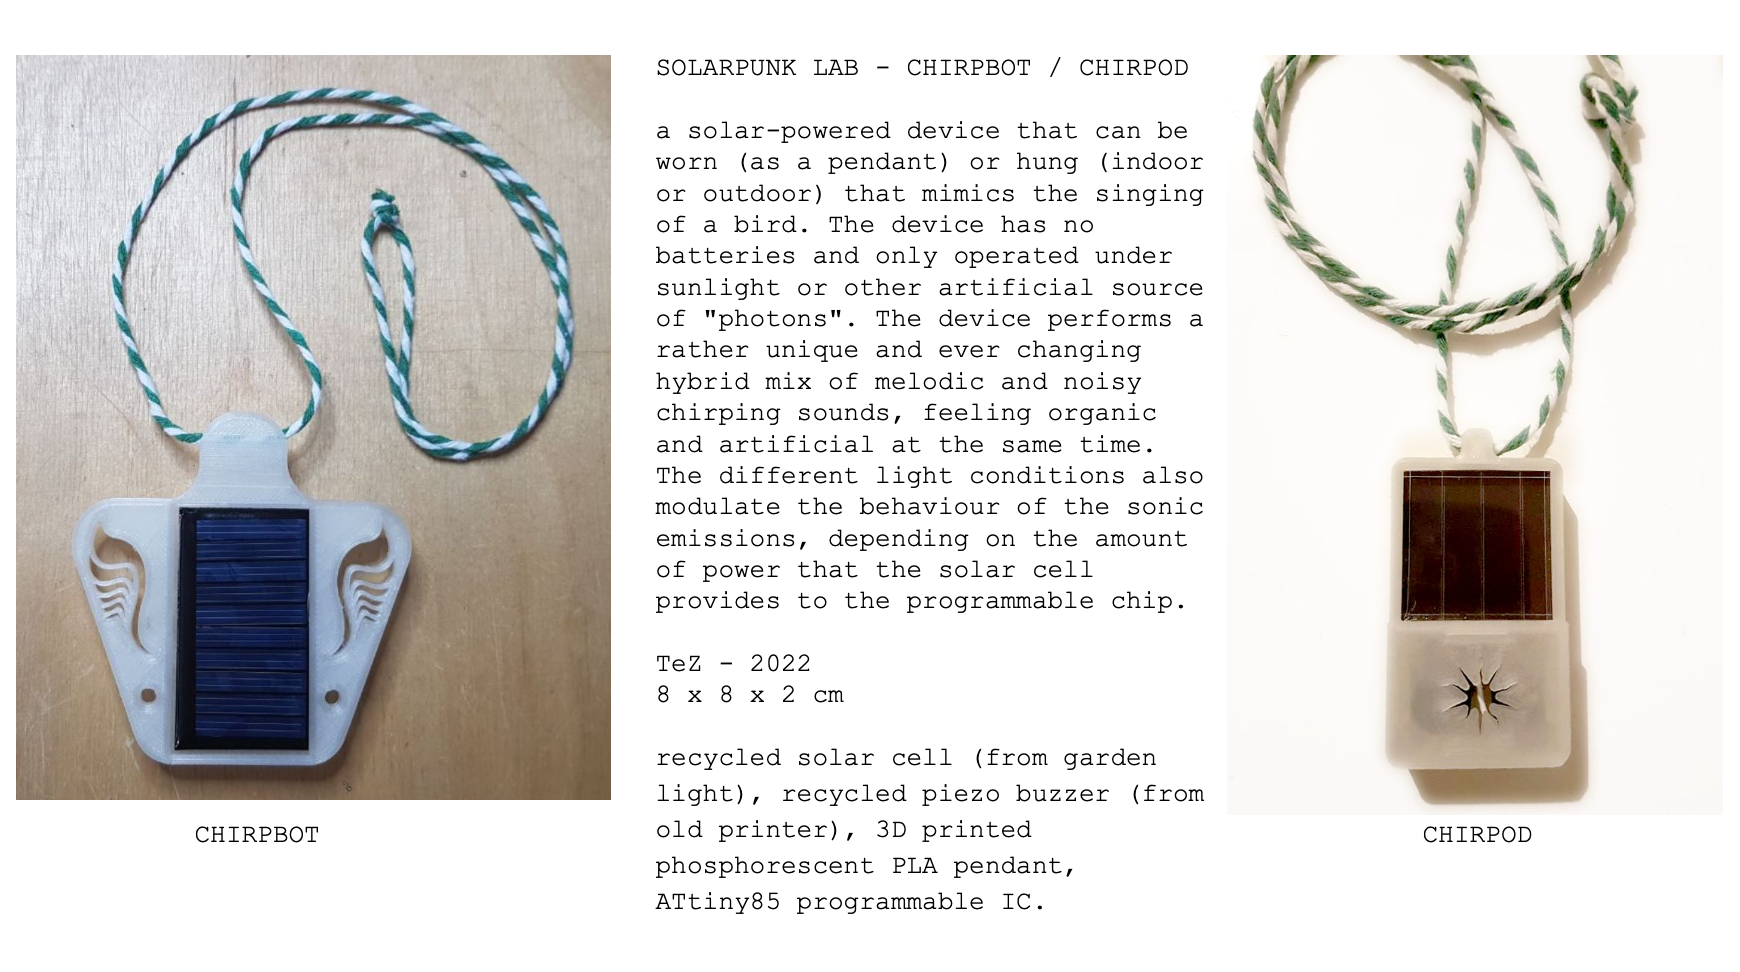 SOLARPUNK LAB - CHIRPBOT / CHIRPOD
a solar-powered device that can be
worn (as a pendant) or hung (indoor
or outdoor) that mimics the singing
of a bird. The device has no
batteries and only operated under
sunlight or other artificial source
of "photons". The device performs a
rather unique and ever changing
hybrid mix of melodic and noisy
chirping sounds, feeling organic
and artificial at the same time.
The different light conditions also
modulate the behaviour of the sonic
emissions, depending on the amount
of power that the solar cell
provides to the programmable chip.
TeZ - 2022
8 x 8 x 2 cm
recycled solar cell (from garden
light), recycled piezo buzzer (from
old printer), 3D printed
phosphorescent PLA pendant,
ATtiny85 programmable IC.
CHIRPBOT
CHIRPOD